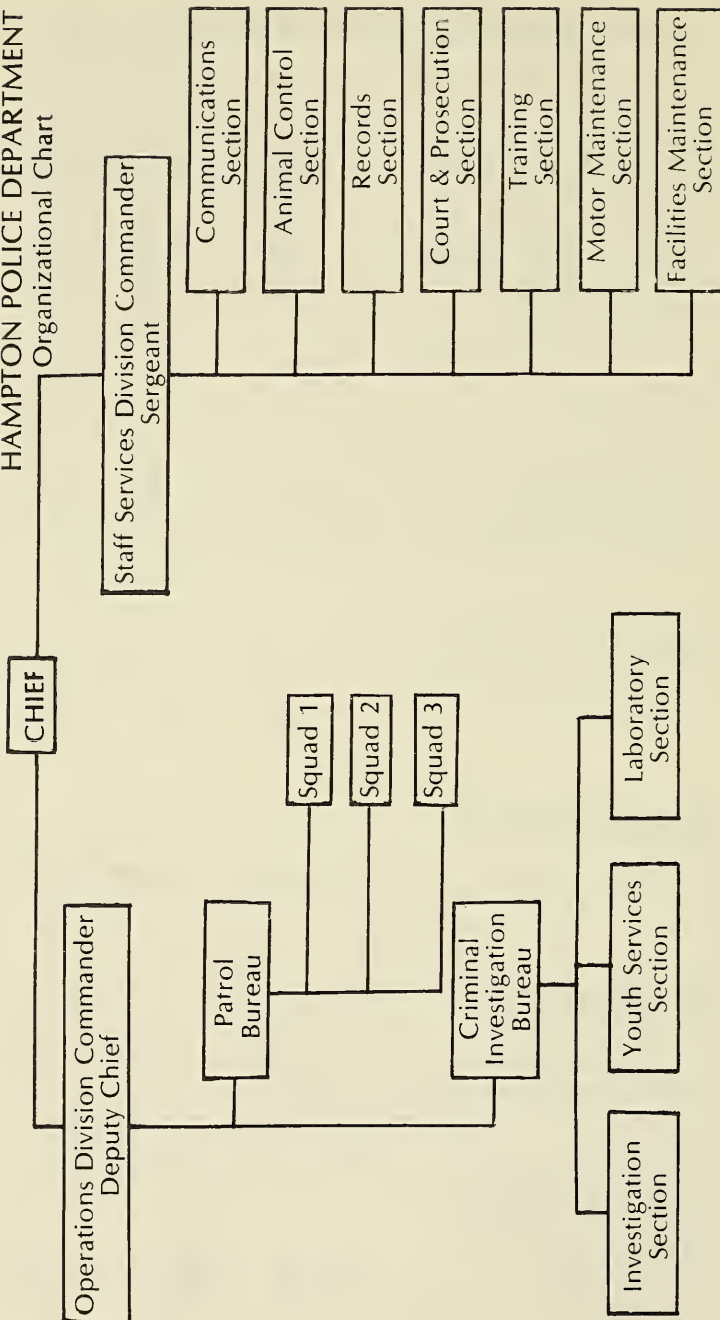 HAMPTON POLICE DEPARTMENT
Organizational Chart
CHIEF
Operations Division Commander
Deputy Chief
Patrol
Bureau
Squad 1
Squad 2
Squad 3
Criminal
Investigation
Bureau
Investigation
Section
Youth Services
Section
Laboratory
Section
Staff Services Division Commander
Sergeant
Communications
Section
Animal Control
Section
Records
Section
Court & Prosecution
Section
Training
Section
Motor Maintenance
Section
Facilities Maintenance
Section